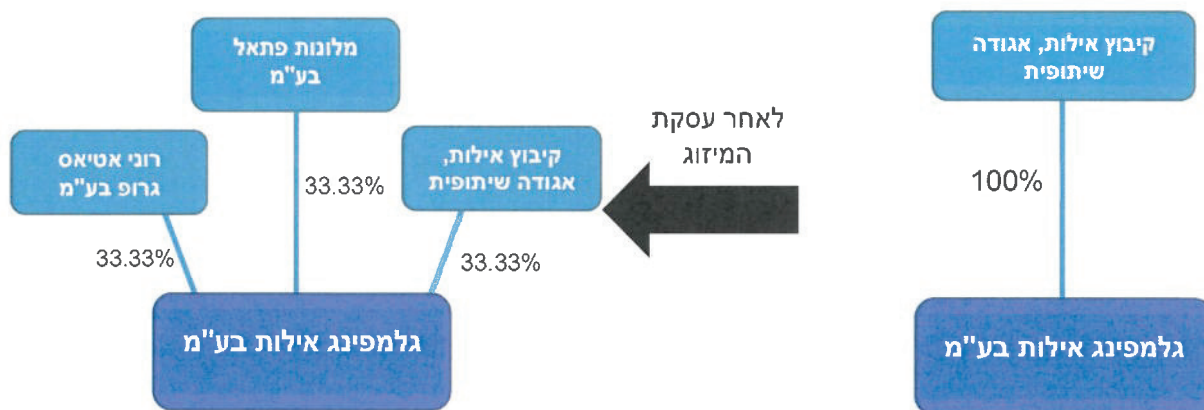 קיבוץ אילות, אגודה
שיתופית
100%
גלמפינג אילות בע"מ
לאחר עסקת
המיזוג
מלונות פתאל
בע"מ
קיבוץ אילות,
אגודה שיתופית
רוני אטיאס
גרופ בע"מ
33.33%
33.33%
33.33%
גלמפינג אילות בע"מ